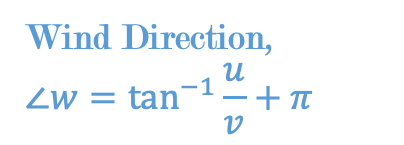 Wind Direction,
∠w = tan⁻¹ u/v + π